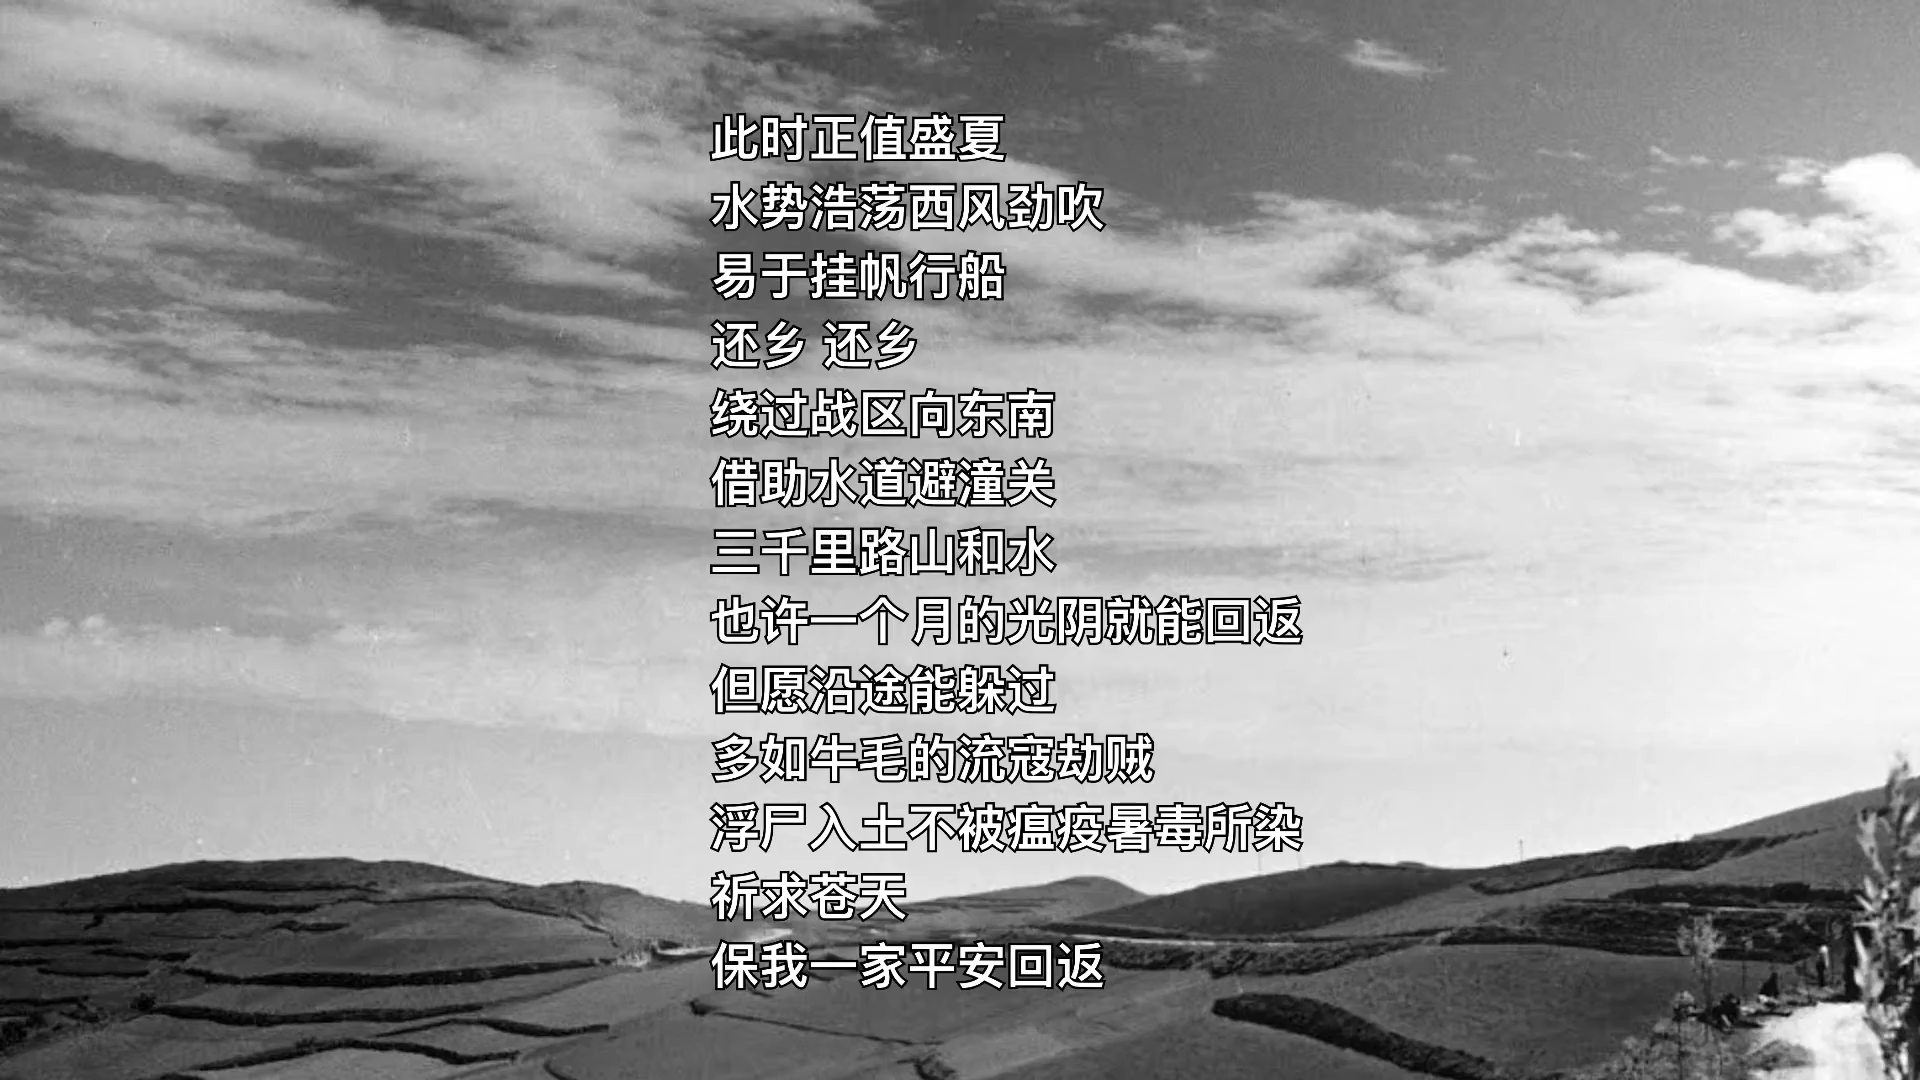 此时正值盛夏
水势浩荡西风劲吹
易于挂帆行船
还乡 还乡
绕过战区向东南
借助水道避潼关
三千里路山和水
也许一个月的光阴就能回返
但愿沿途能躲过
多如牛毛的流寇劫贼
浮尸入土不被瘟疫暑毒所染
祈求苍天
保我一家平安回返